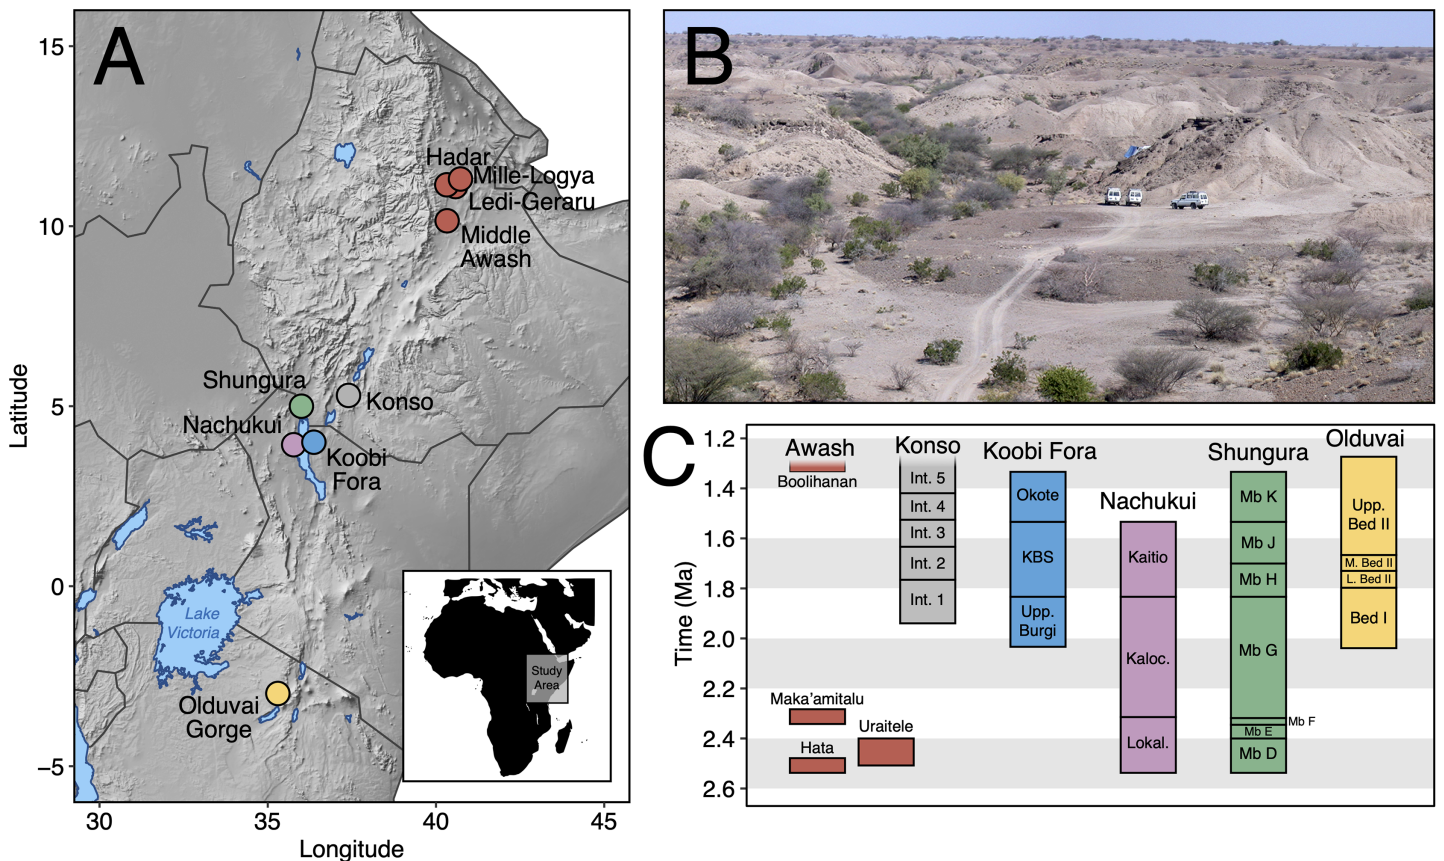 A
15
10
5
0
−5
30
35
40
45
Latitude
Longitude
Hadar
Mille-Logya
Ledi-Geraru
Middle
Awash
Shungura
Konso
Nachukui
Koobi
Fora
Lake
Victoria
Olduvai
Gorge
Study
Area
B
C
Time (Ma)
1.2
1.4
1.6
1.8
2.0
2.2
2.4
2.6
Awash
Boolihanan
Maka'amitalu
Uraitele
Hata
Konso
Int. 5
Int. 4
Int. 3
Int. 2
Int. 1
Koobi Fora
Okote
KBS
Upp.
Burgi
Nachukui
Kaitio
Kaloc.
Lokal.
Shungura
Mb K
Mb J
Mb H
Mb G
Mb F
Mb E
Mb D
Olduvai
Upp.
Bed II
M. Bed II
L. Bed II
Bed I